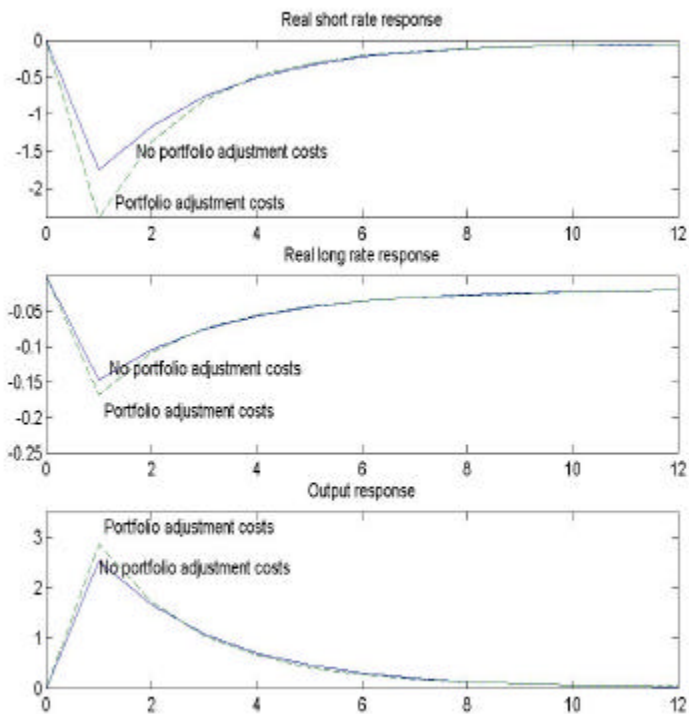 Real short rate response
0
-0.5
-1
-1.5
-2
No portfolio adjustment costs
Portfolio adjustment costs
0 2 4 6 8 10 12
Real long rate response
-0.05
-0.1
-0.15
-0.2
-0.25
No portfolio adjustment costs
Portfolio adjustment costs
0 2 4 6 8 10 12
Output response
3
2
1
0
Portfolio adjustment costs
No portfolio adjustment costs
0 2 4 6 8 10 12